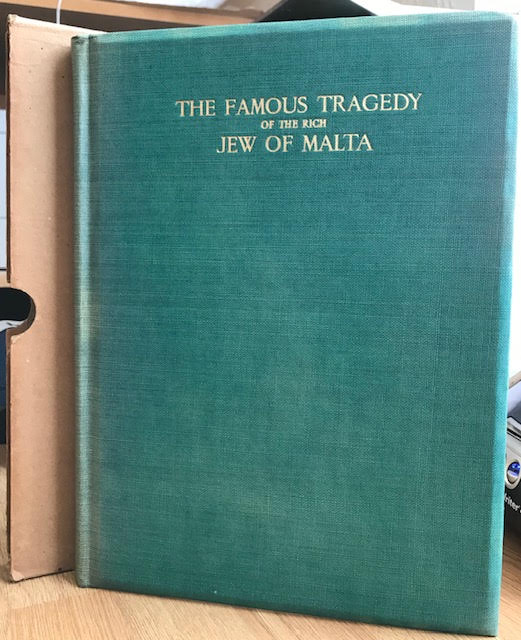 THE FAMOUS TRAGEDY
OF THE RICH
JEW OF MALTA